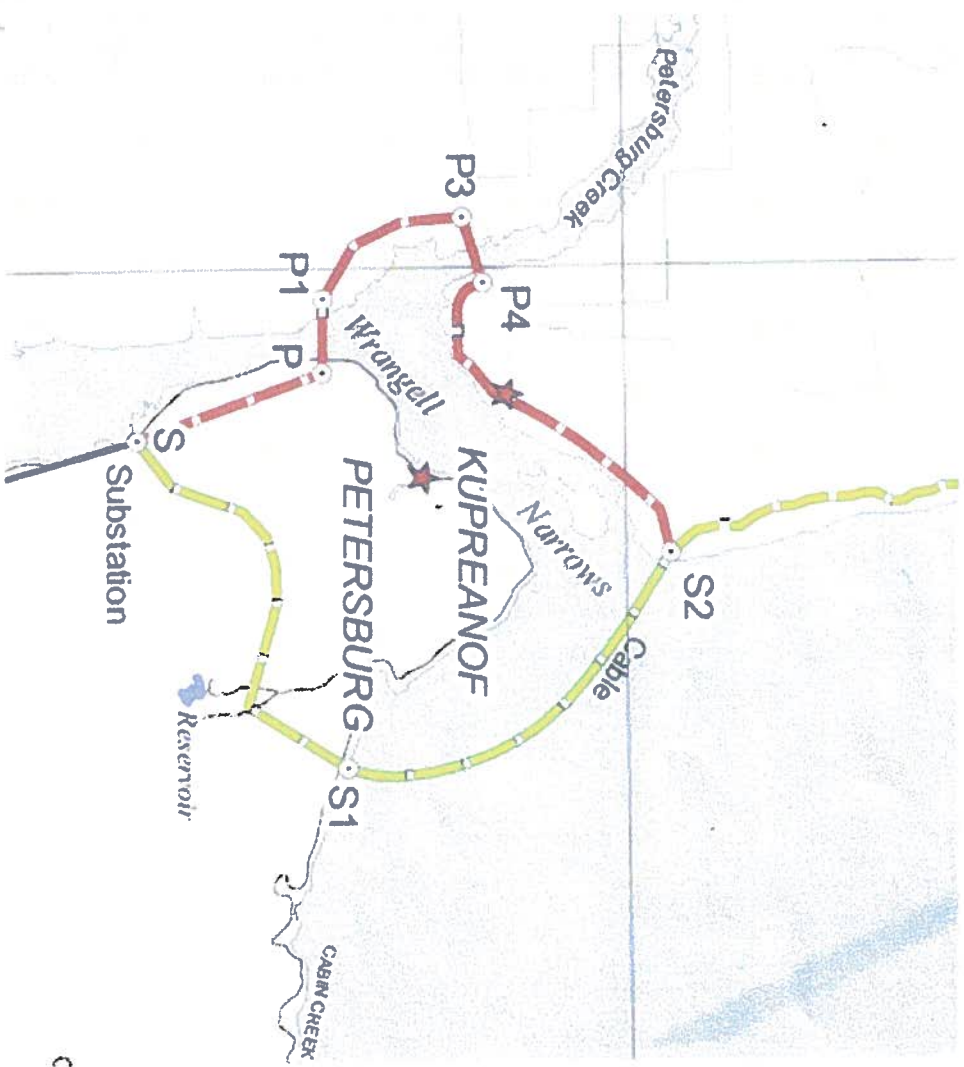 Petersburg Creek
P3
P4
P1
P
Wrangell
Narrows
KUPREANOF
PETERSBURG
S
Substation
S2
Cable
S1
Reservoir
CABIN CREEK